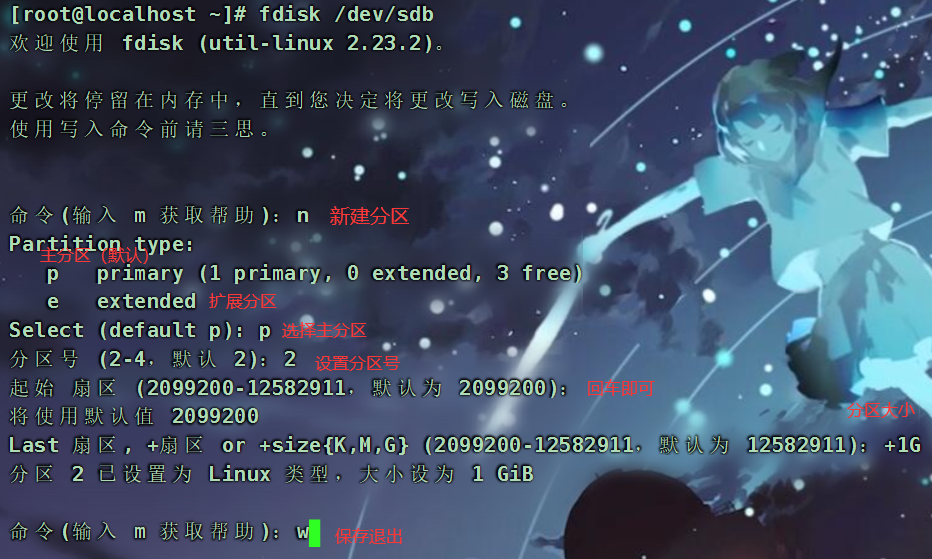 [root@localhost ~]# fdisk /dev/sdb
欢迎使用 fdisk (util-linux 2.23.2)。
更改将停留在内存中，直到您决定将更改写入磁盘。
使用写入命令前请三思。
命令(输入 m 获取帮助)：n 新建分区
Partition type:
主分区（默认）
p   primary (1 primary, 0 extended, 3 free)
e   extended 扩展分区
Select (default p): p 选择主分区
分区号 (2-4，默认 2)：2 设置分区号
起始 扇区 (2099200-12582911，默认为 2099200)： 回车即可
将使用默认值 2099200
分区大小
Last 扇区, +扇区 or +size{K,M,G} (2099200-12582911，默认为 12582911)：+1G
分区 2 已设置为 Linux 类型，大小设为 1 GiB
命令(输入 m 获取帮助)：w 保存退出